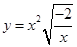 y = x²√(−2/x)